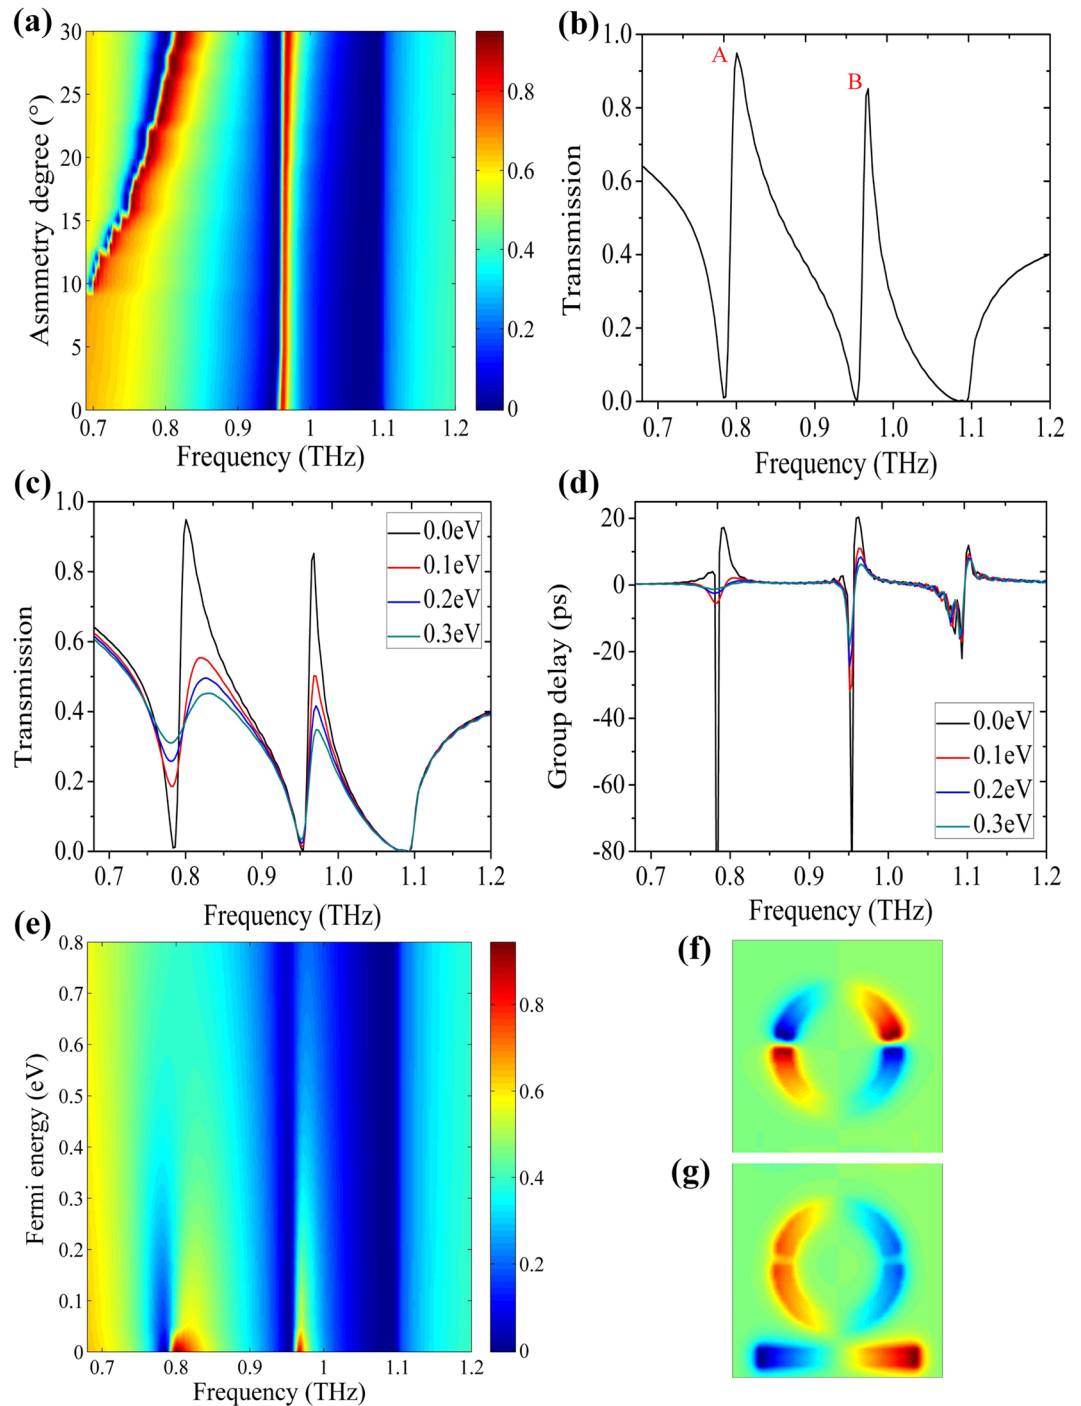 (a)
30
25
20
15
10
5
0
Asmmetry degree (°)
0.7 0.8 0.9 1 1.1 1.2
Frequency (THz)
0.8
0.6
0.4
0.2
0
(b)
1.0
0.8
0.6
0.4
0.2
0.0
Transmission
A
B
0.7 0.8 0.9 1.0 1.1 1.2
Frequency (THz)
(c)
1.0
0.8
0.6
0.4
0.2
0.0
Transmission
0.0eV
0.1eV
0.2eV
0.3eV
0.7 0.8 0.9 1.0 1.1 1.2
Frequency (THz)
(d)
20
0
-20
-40
-60
-80
Group delay (ps)
0.0eV
0.1eV
0.2eV
0.3eV
0.7 0.8 0.9 1.0 1.1 1.2
Frequency (THz)
(e)
0.8
0.7
0.6
0.5
0.4
0.3
0.2
0.1
0
Fermi energy (eV)
0.7 0.8 0.9 1 1.1 1.2
Frequency (THz)
0.8
0.6
0.4
0.2
0
(f)
(g)